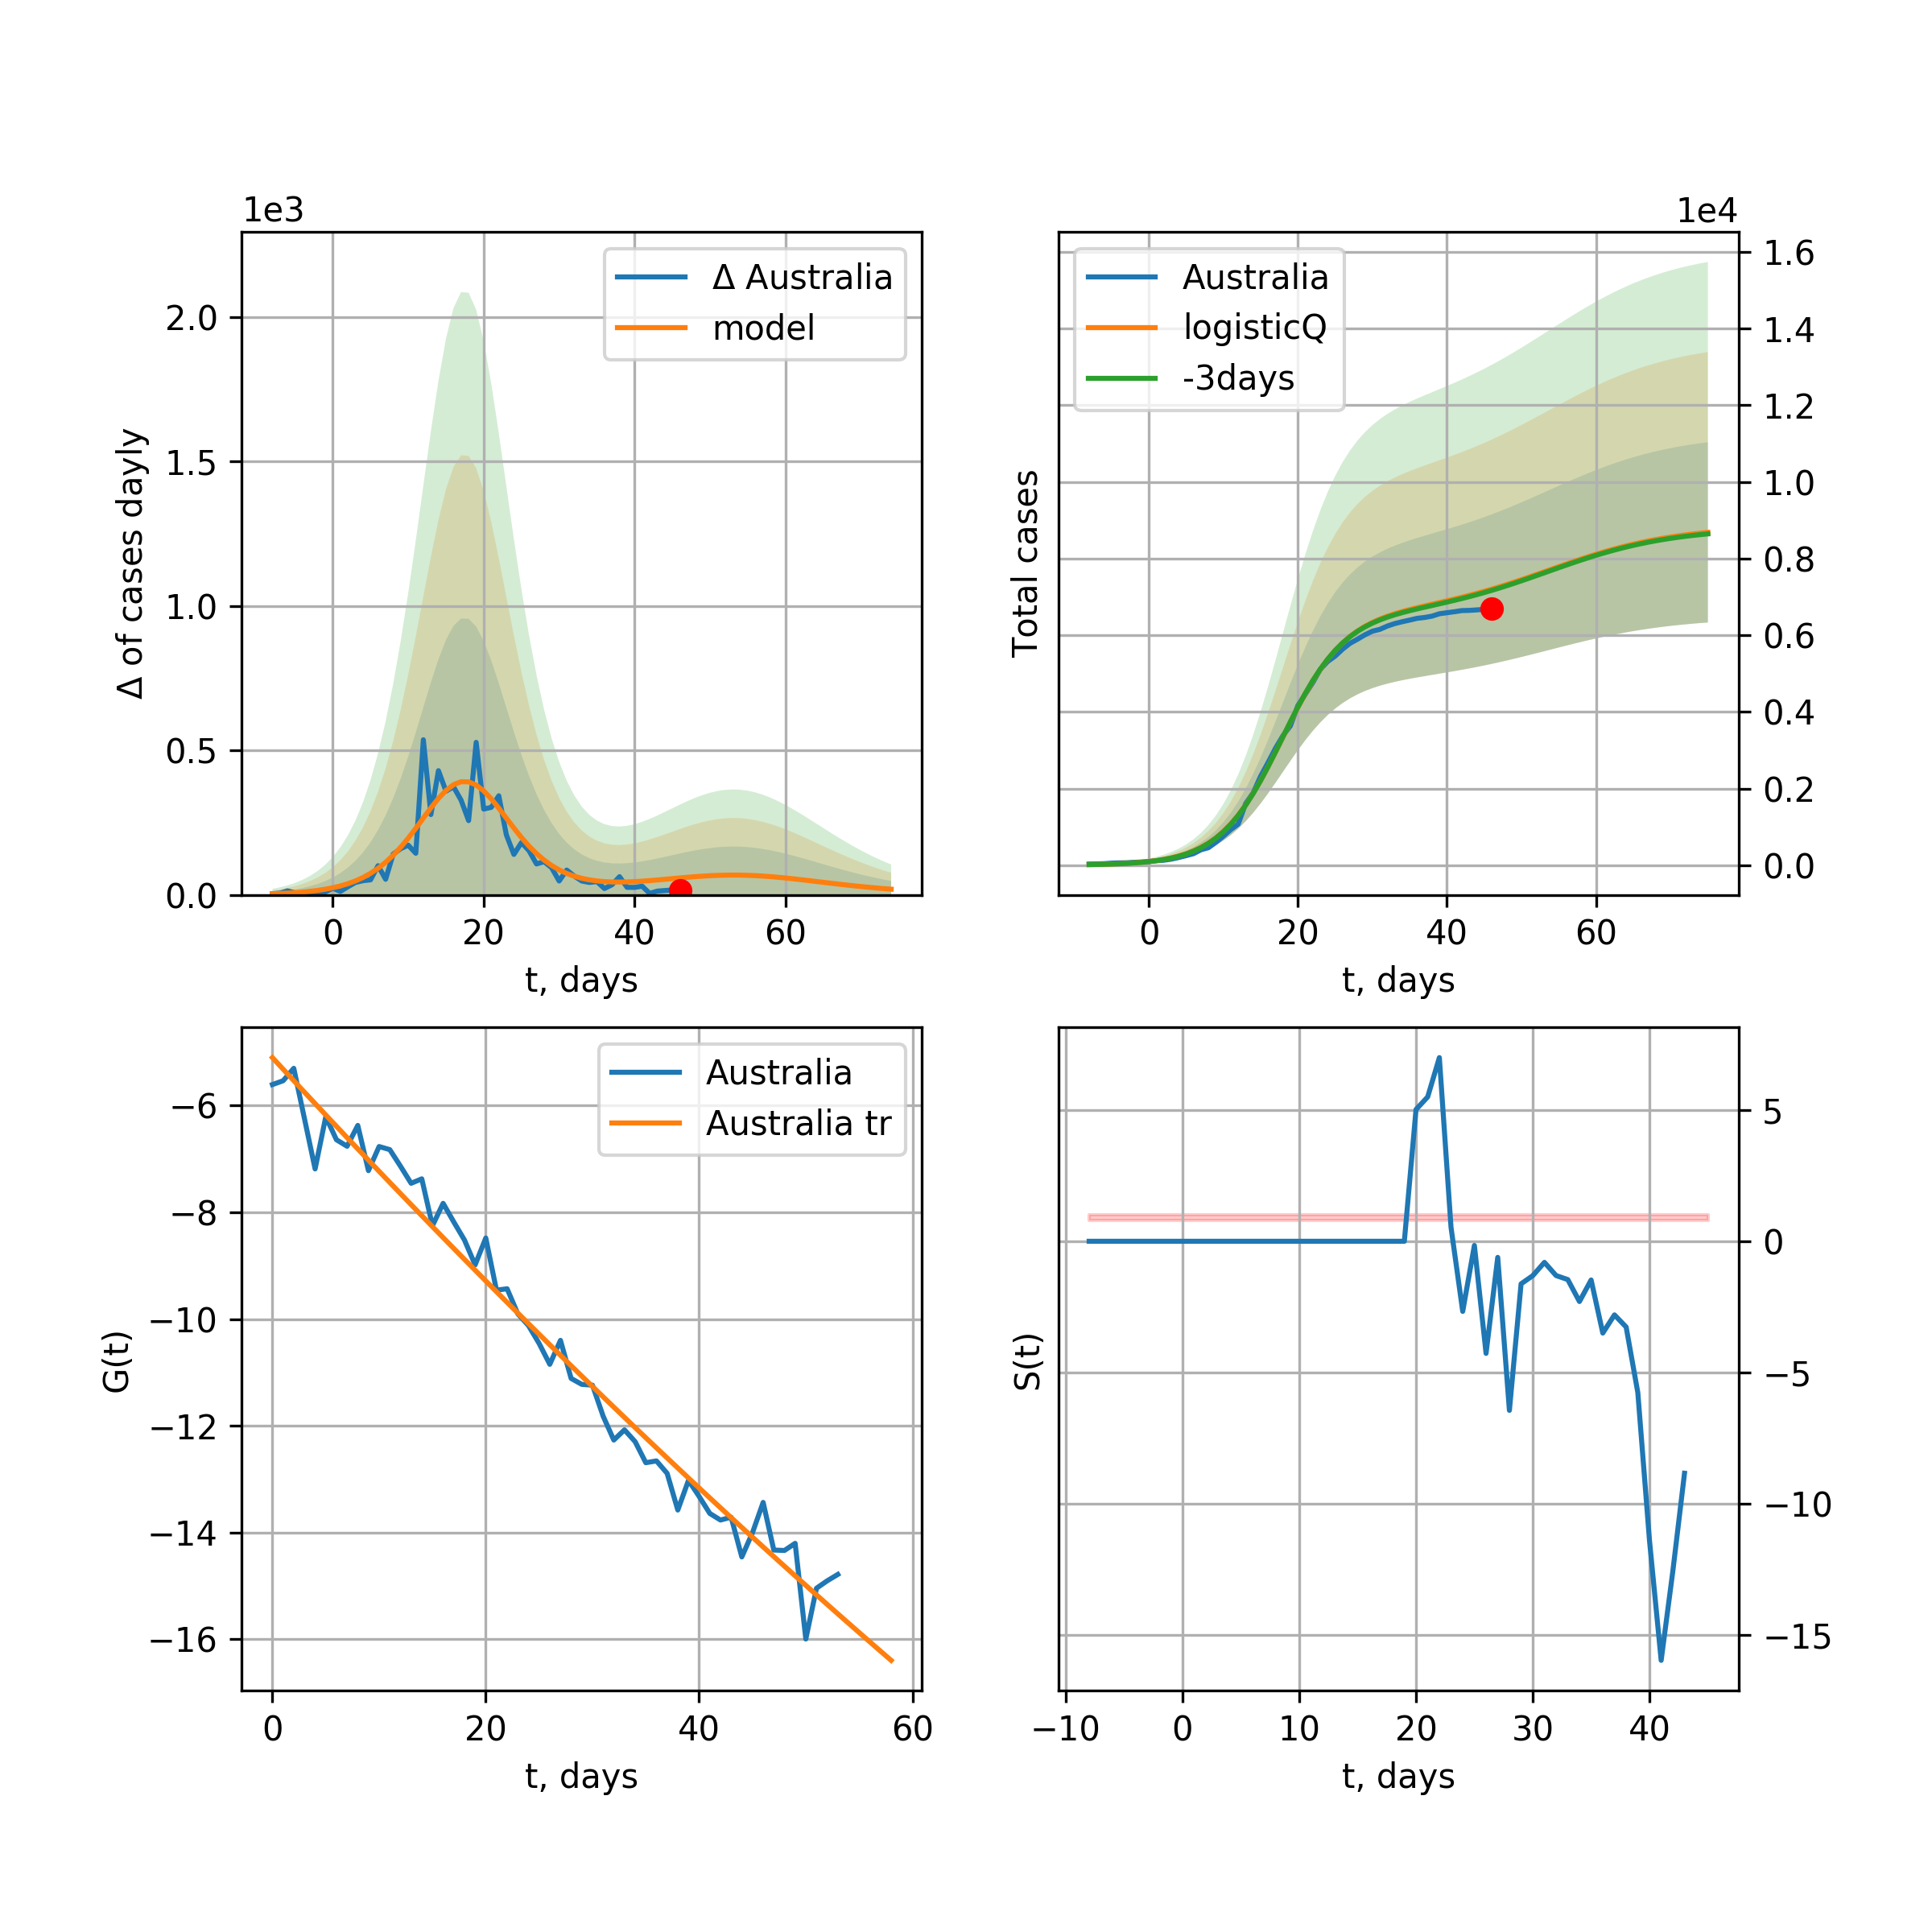 1e3
Δ of cases dayly
2.0
1.5
1.0
0.5
0.0
Δ Australia
model
0 20 40 60
t, days
1e4
Total cases
Australia
logisticQ
-3days
1.6
1.4
1.2
1.0
0.8
0.6
0.4
0.2
0.0
0 20 40 60
t, days
G(t)
−6
−8
−10
−12
−14
−16
Australia
Australia tr
0 20 40 60
t, days
S(t)
5
0
−5
−10
−15
−10 0 10 20 30 40
t, days